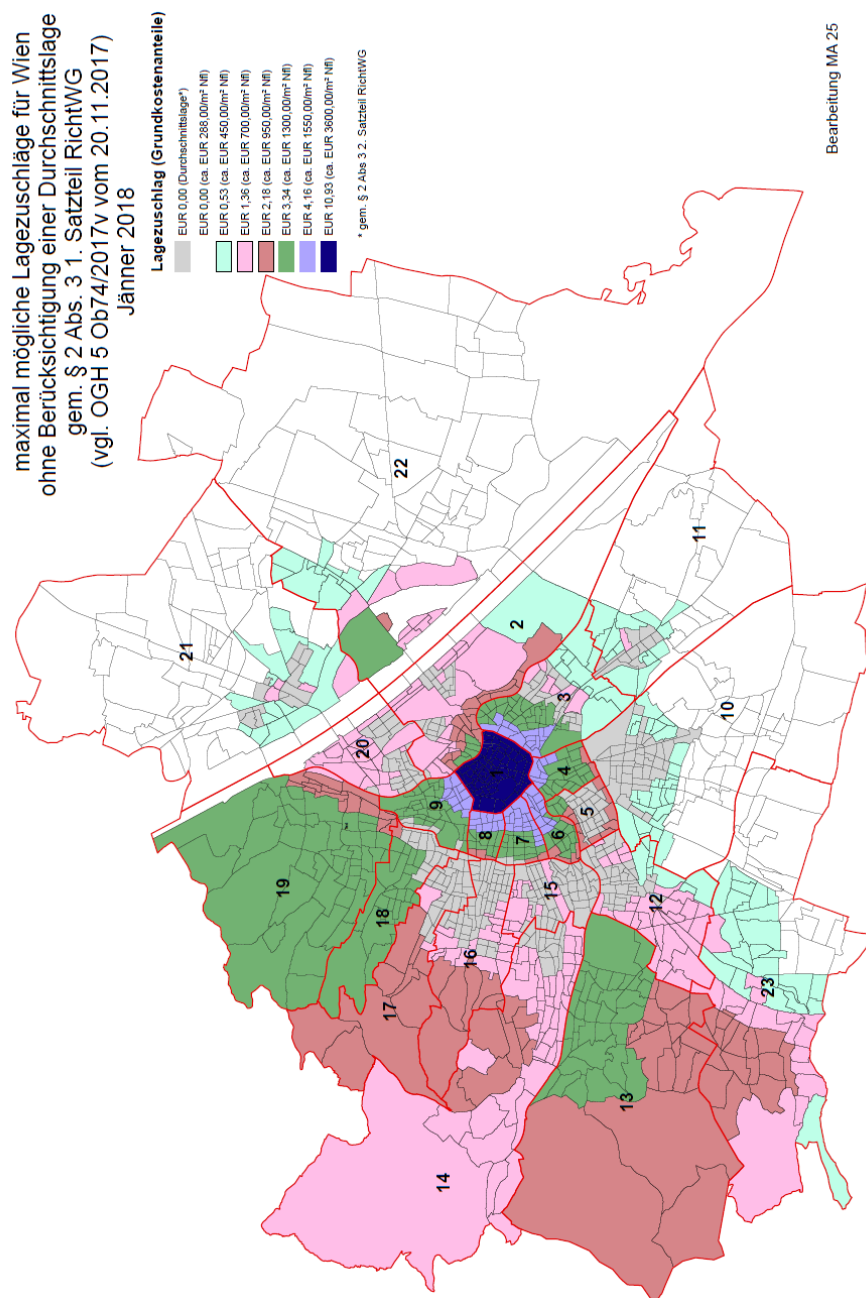 maximal mögliche Lagezuschläge für Wien
ohne Berücksichtigung einer Durchschnittslage
gem. § 2 Abs. 3 1. Satzteil RichtWG
(vgl. OGH 5 Ob74/2017v vom 20.11.2017)
Jänner 2018
Lagezuschlag (Grundkostenanteile)
EUR 0,00 (Durchschnittslage*)
EUR 0,00 (ca. EUR 288,00/m² Nfl)
EUR 0,53 (ca. EUR 450,00/m² Nfl)
EUR 1,36 (ca. EUR 700,00/m² Nfl)
EUR 2,18 (ca. EUR 950,00/m² Nfl)
EUR 3,34 (ca. EUR 1300,00/m² Nfl)
EUR 4,16 (ca. EUR 1550,00/m² Nfl)
EUR 10,93 (ca. EUR 3600,00/m² Nfl)
* gem. § 2 Abs 3 2. Satzteil RichtWG
21
22
19
20
2
18
9
1
3
11
17
16
8
7
6
5
4
10
15
14
13
12
23
Bearbeitung MA 25